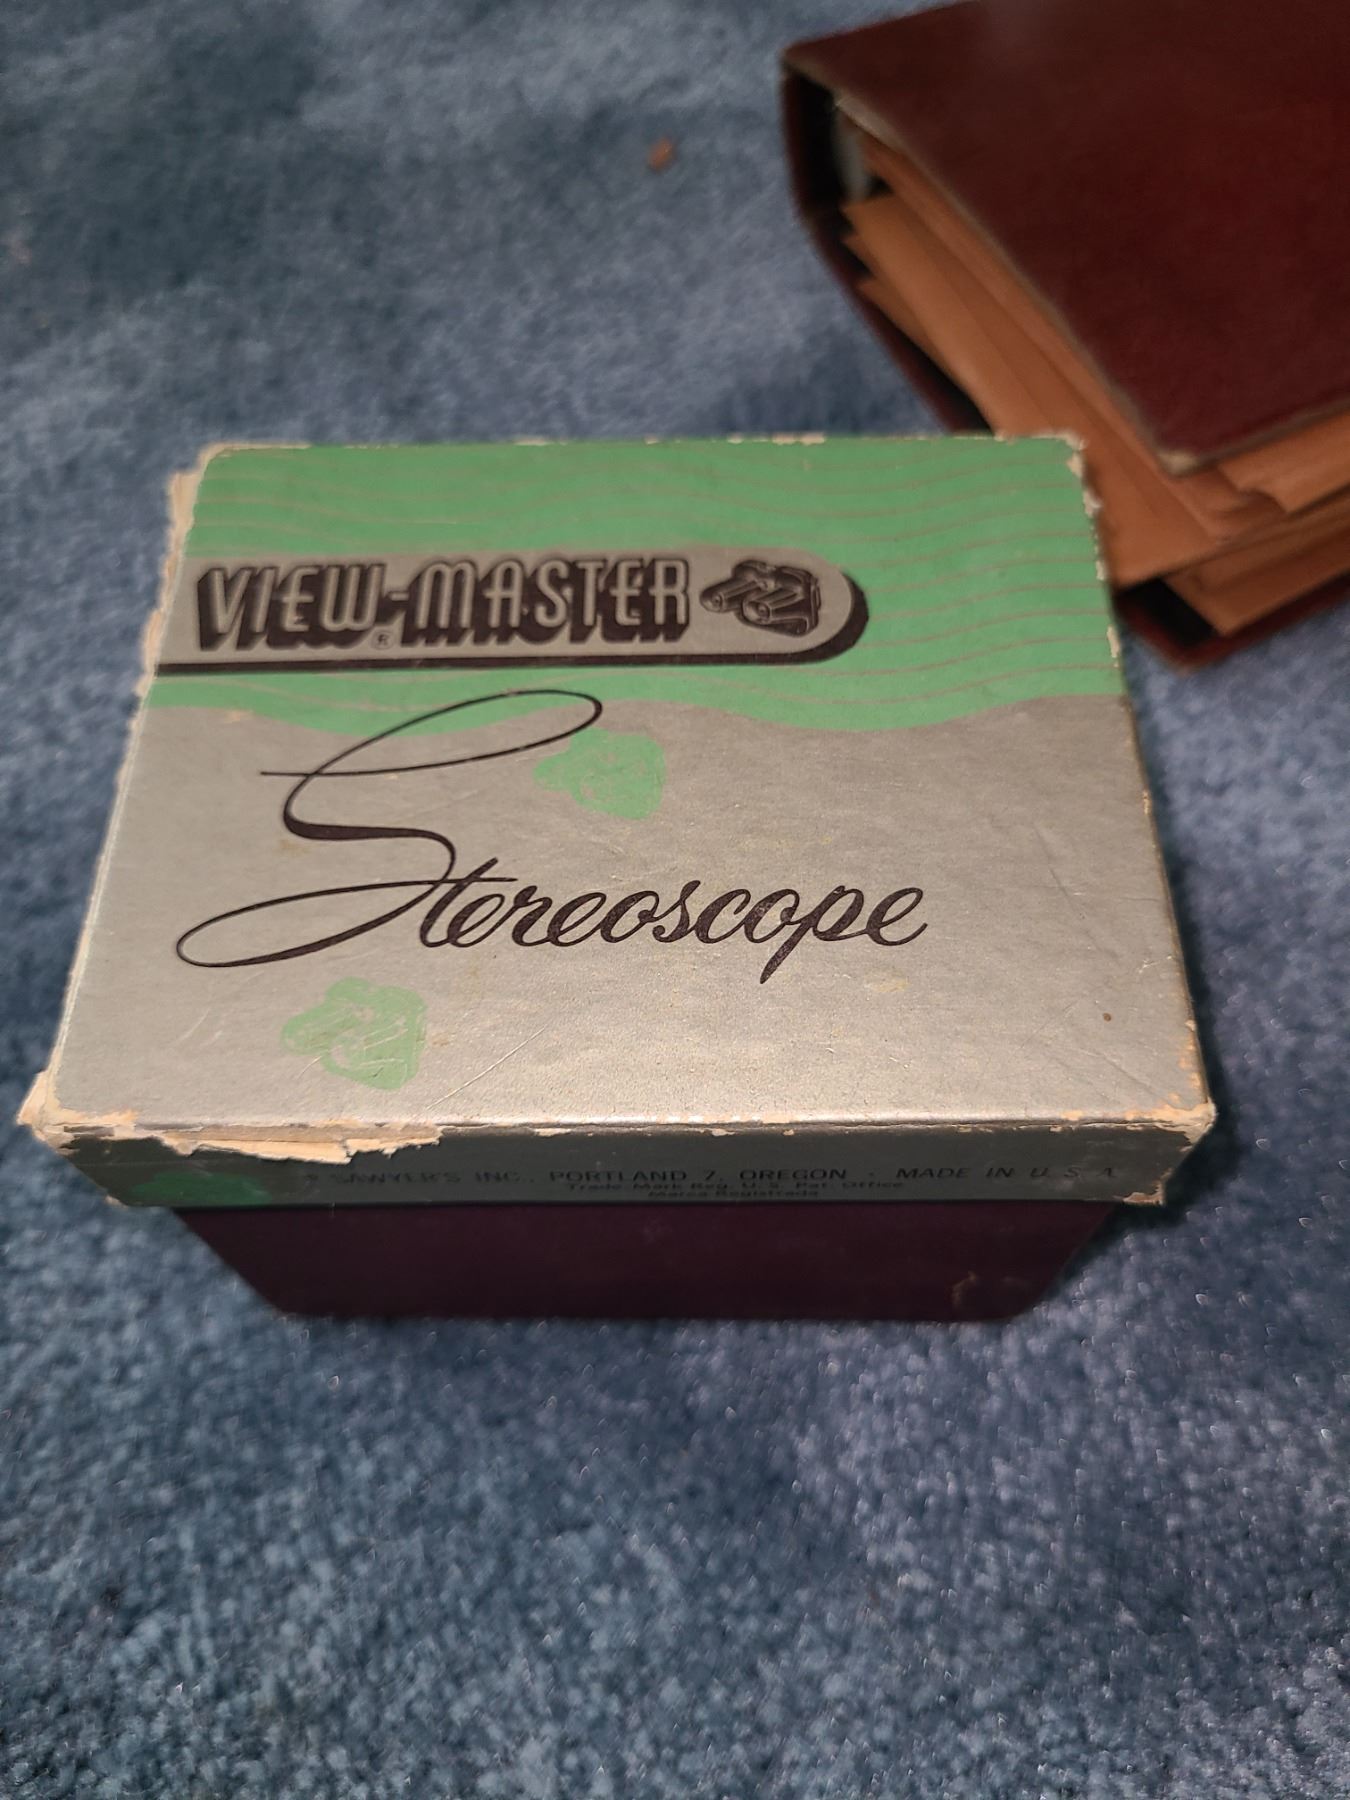 VIEW-MASTER
®
Stereoscope
® SAWYER'S INC., PORTLAND 7, OREGON · MADE IN U. S. A.
Trade Mark Reg. U. S. Pat. Office
Marca Registrada